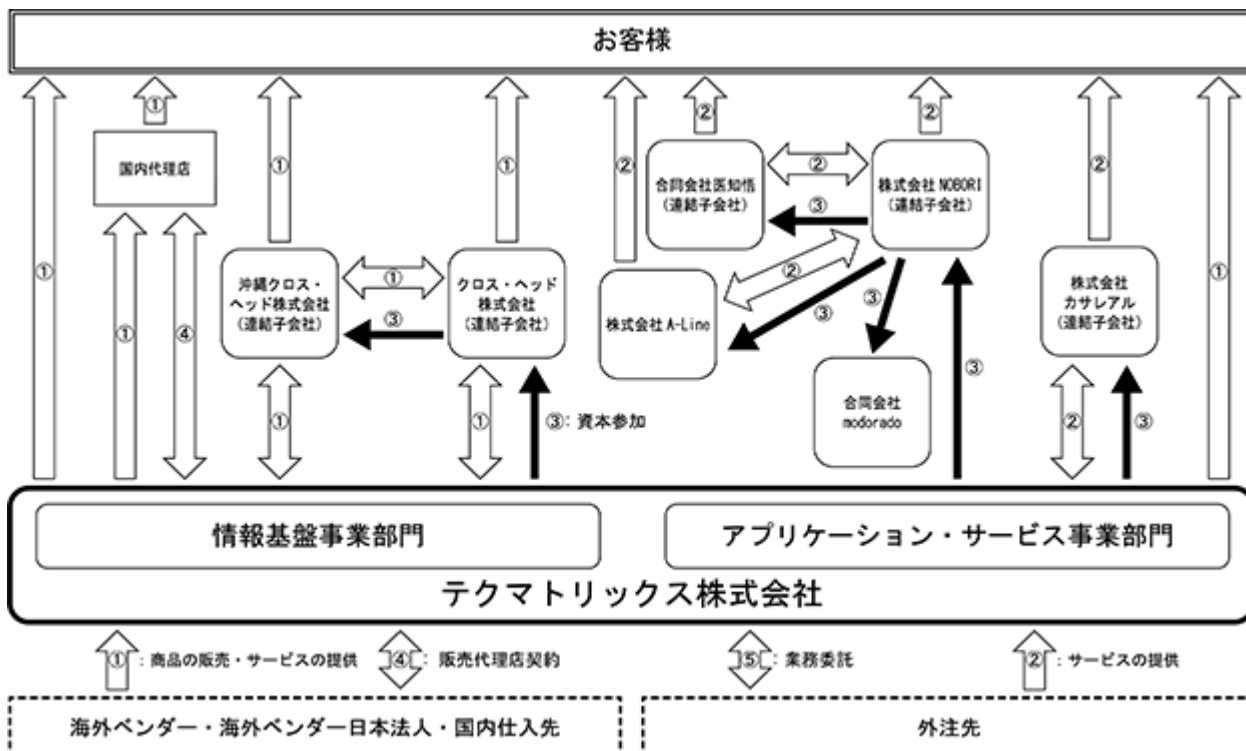 お客様
①
国内代理店
①
①
④
①
①
沖縄クロス・
ヘッド株式会社
(連結子会社)
①
③
クロス・ヘッド
株式会社
(連結子会社)
①
①
①
③: 資本参加
②
②
合同会社医知悟
(連結子会社)
②
③
株式会社 NOBORI
(連結子会社)
②
②
株式会社 A-Line
③
③
合同会社
modorado
③
②
株式会社
カサレアル
(連結子会社)
②
③
①
情報基盤事業部門
アプリケーション・サービス事業部門
テクマトリックス株式会社
①: 商品の販売・サービスの提供
④: 販売代理店契約
⑤: 業務委託
②: サービスの提供
海外ベンダー・海外ベンダー日本法人・国内仕入先
外注先